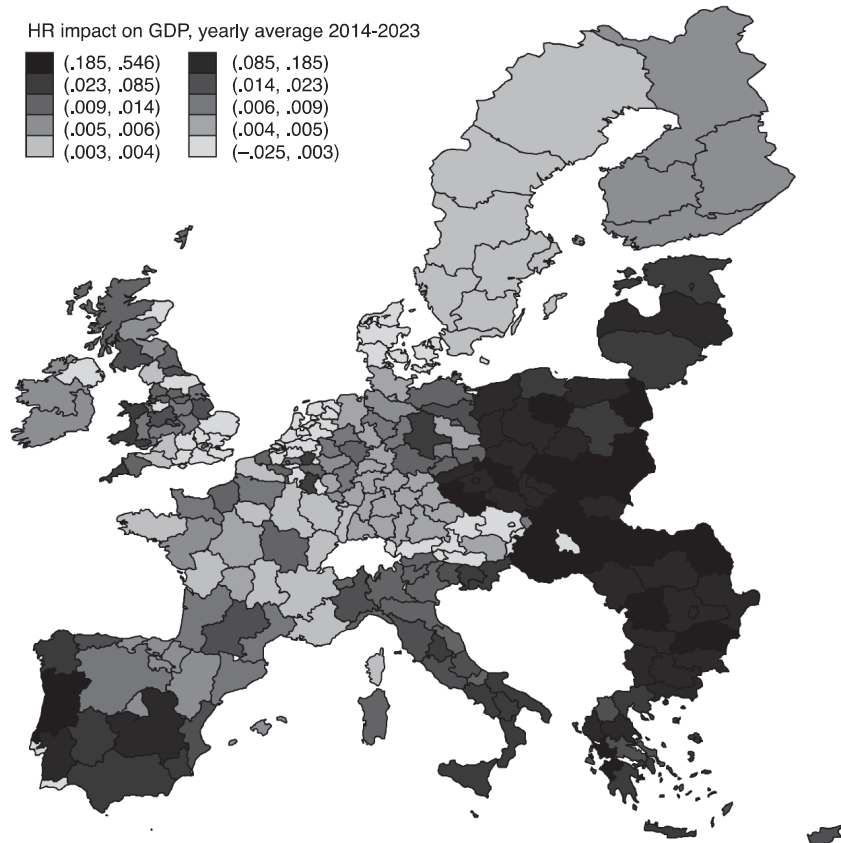 HR impact on GDP, yearly average 2014-2023
(.185, .546) (.085, .185)
(.023, .085) (.014, .023)
(.009, .014) (.006, .009)
(.005, .006) (.004, .005)
(.003, .004) (−.025, .003)